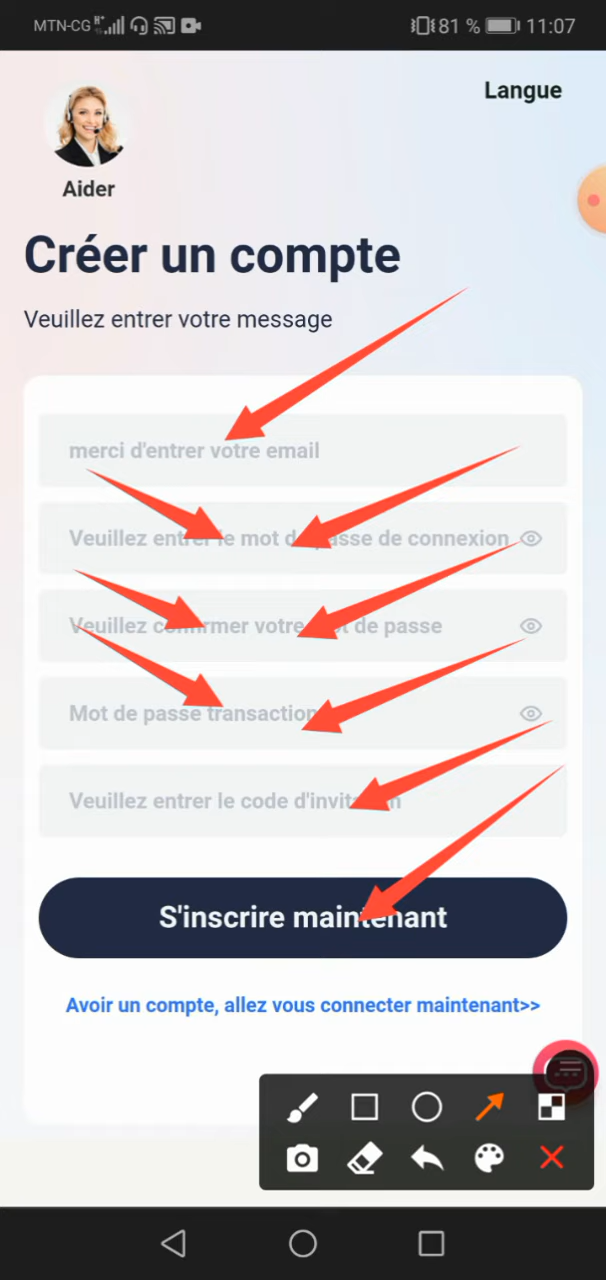 MTN-CG H+ 81 % 11:07
Langue
Aider
Créer un compte
Veuillez entrer votre message
merci d'entrer votre email
Veuillez entrer le mot de passe de connexion
Veuillez confirmer votre mot de passe
Mot de passe transaction
Veuillez entrer le code d'invitation
S'inscrire maintenant
Avoir un compte, allez vous connecter maintenant>>